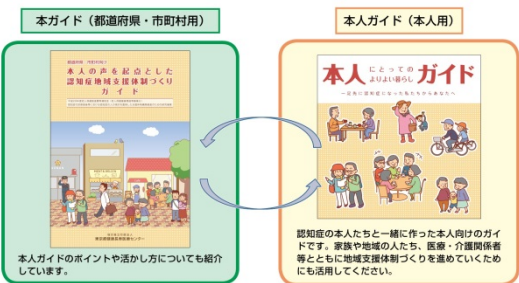 本ガイド（都道府県・市町村用）
都道府県・市町村向け
本人の声を起点とした
認知症地域支援体制づくり
ガイド
本ガイドのポイントや活かし方についても紹介
しています。
本人ガイド（本人用）
本人にとってのよりよい暮らしガイド
一足先に認知症になった私たちからあなたへ
認知症の本人たちと一緒に作った本人向けのガイ
ドです。家族や地域の人たち、医療・介護関係者
等とともに地域支援体制づくりを進めていくため
にも活用してください。